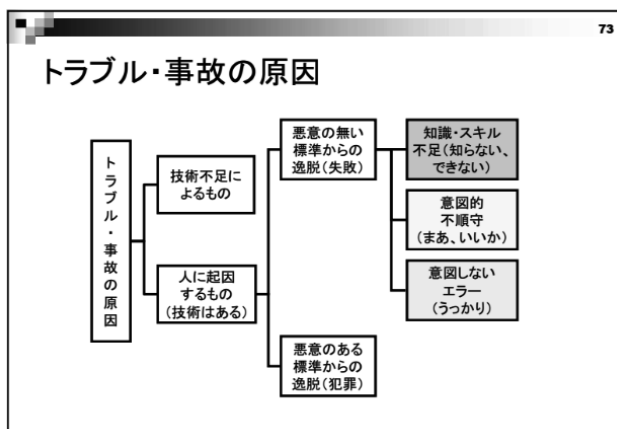 73
トラブル・事故の原因
トラブル・事故の原因
技術不足に
よるもの
人に起因
するもの
(技術はある)
悪意の無い
標準からの
逸脱(失敗)
悪意のある
標準からの
逸脱(犯罪)
知識・スキル
不足(知らない、
できない)
意図的
不順守
(まあ、いいか)
意図しない
エラー
(うっかり)